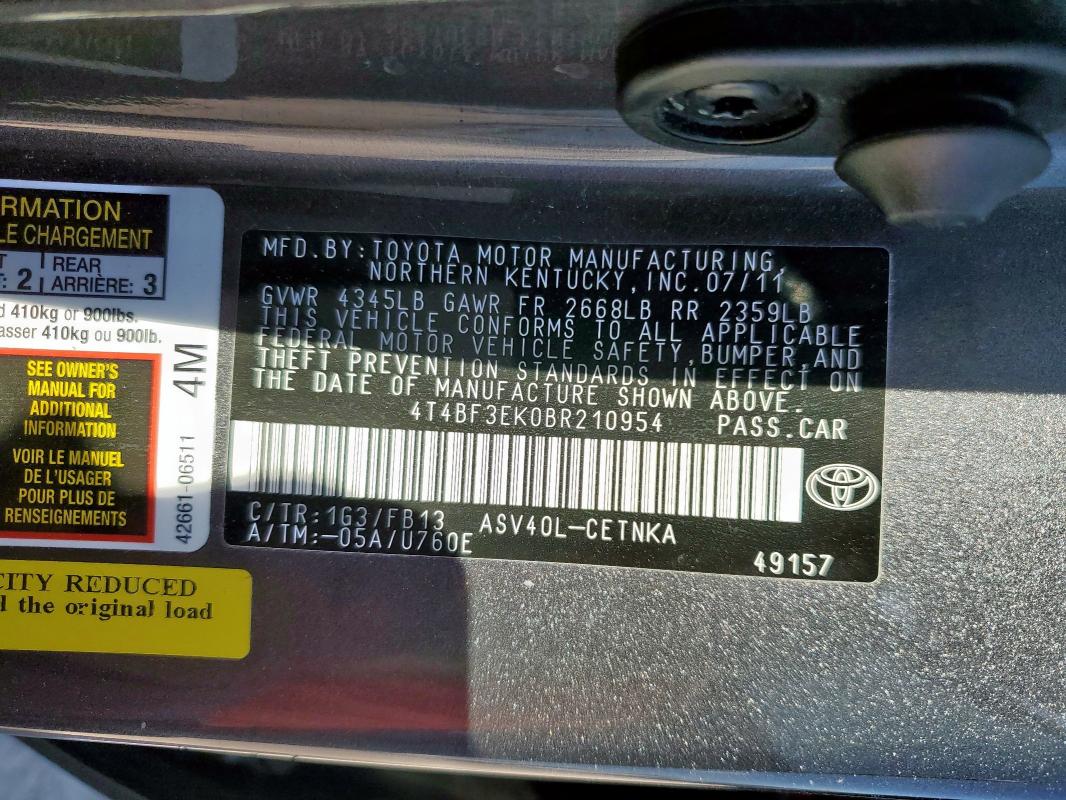 RMATION
LE CHARGEMENT
T
: 2
REAR
ARRIÈRE: 3
d 410kg or 900lbs.
asser 410kg ou 900lb.
SEE OWNER'S
MANUAL FOR
ADDITIONAL
INFORMATION
VOIR LE MANUEL
DE L'USAGER
POUR PLUS DE
RENSEIGNEMENTS
4M
42661-06511
CITY REDUCED
d the original load
MFD.BY:TOYOTA MOTOR MANUFACTURING,
NORTHERN KENTUCKY,INC.07/11
GVWR 4345LB GAWR FR 2668LB RR 2359LB
THIS VEHICLE CONFORMS TO ALL APPLICABLE
FEDERAL MOTOR VEHICLE SAFETY,BUMPER,AND
THEFT PREVENTION STANDARDS IN EFFECT ON
THE DATE OF MANUFACTURE SHOWN ABOVE.
4T4BF3EK0BR210954 PASS.CAR
C/TR:1G3/FB13 ASV40L-CETNKA
A/TM:-05A/U760E
49157